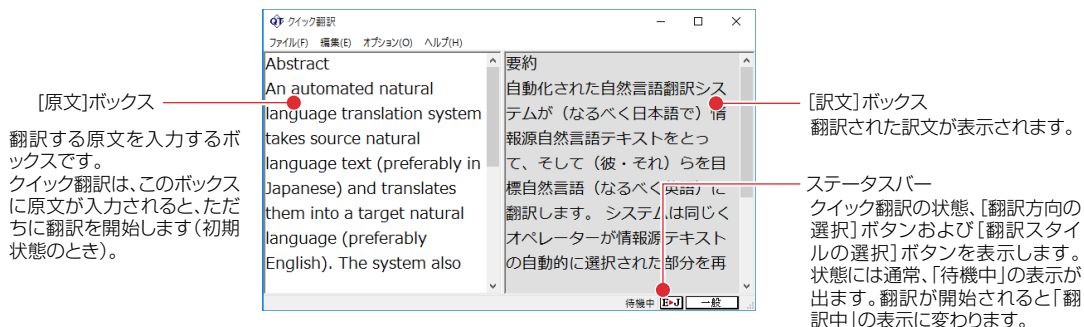 クイック翻訳
ファイル(F) 編集(E) オプション(O) ヘルプ(H)
Abstract
An automated natural
language translation system
takes source natural
language text (preferably in
Japanese) and translates
them into a target natural
language (preferably
English). The system also
要約
自動化された自然言語翻訳シス
テムが（なるべく日本語で）情
報源自然言語テキストをとっ
て、そして（彼・それ）らを目
標自然言語（なるべく英語）に
翻訳します。 システムは同じく
オペレーターが情報源テキスト
の自動的に選択された部分を再
待機中 E▸J 一般
[原文]ボックス
翻訳する原文を入力するボ
ックスです。
クイック翻訳は、このボックス
に原文が入力されると、ただ
ちに翻訳を開始します（初期
状態のとき）。
[訳文]ボックス
翻訳された訳文が表示されます。
ステータスバー
クイック翻訳の状態、[翻訳方向の
選択]ボタンおよび[翻訳スタイ
ルの選択]ボタンを表示します。
状態には通常、「待機中」の表示が
出ます。翻訳が開始されると「翻
訳中」の表示に変わります。